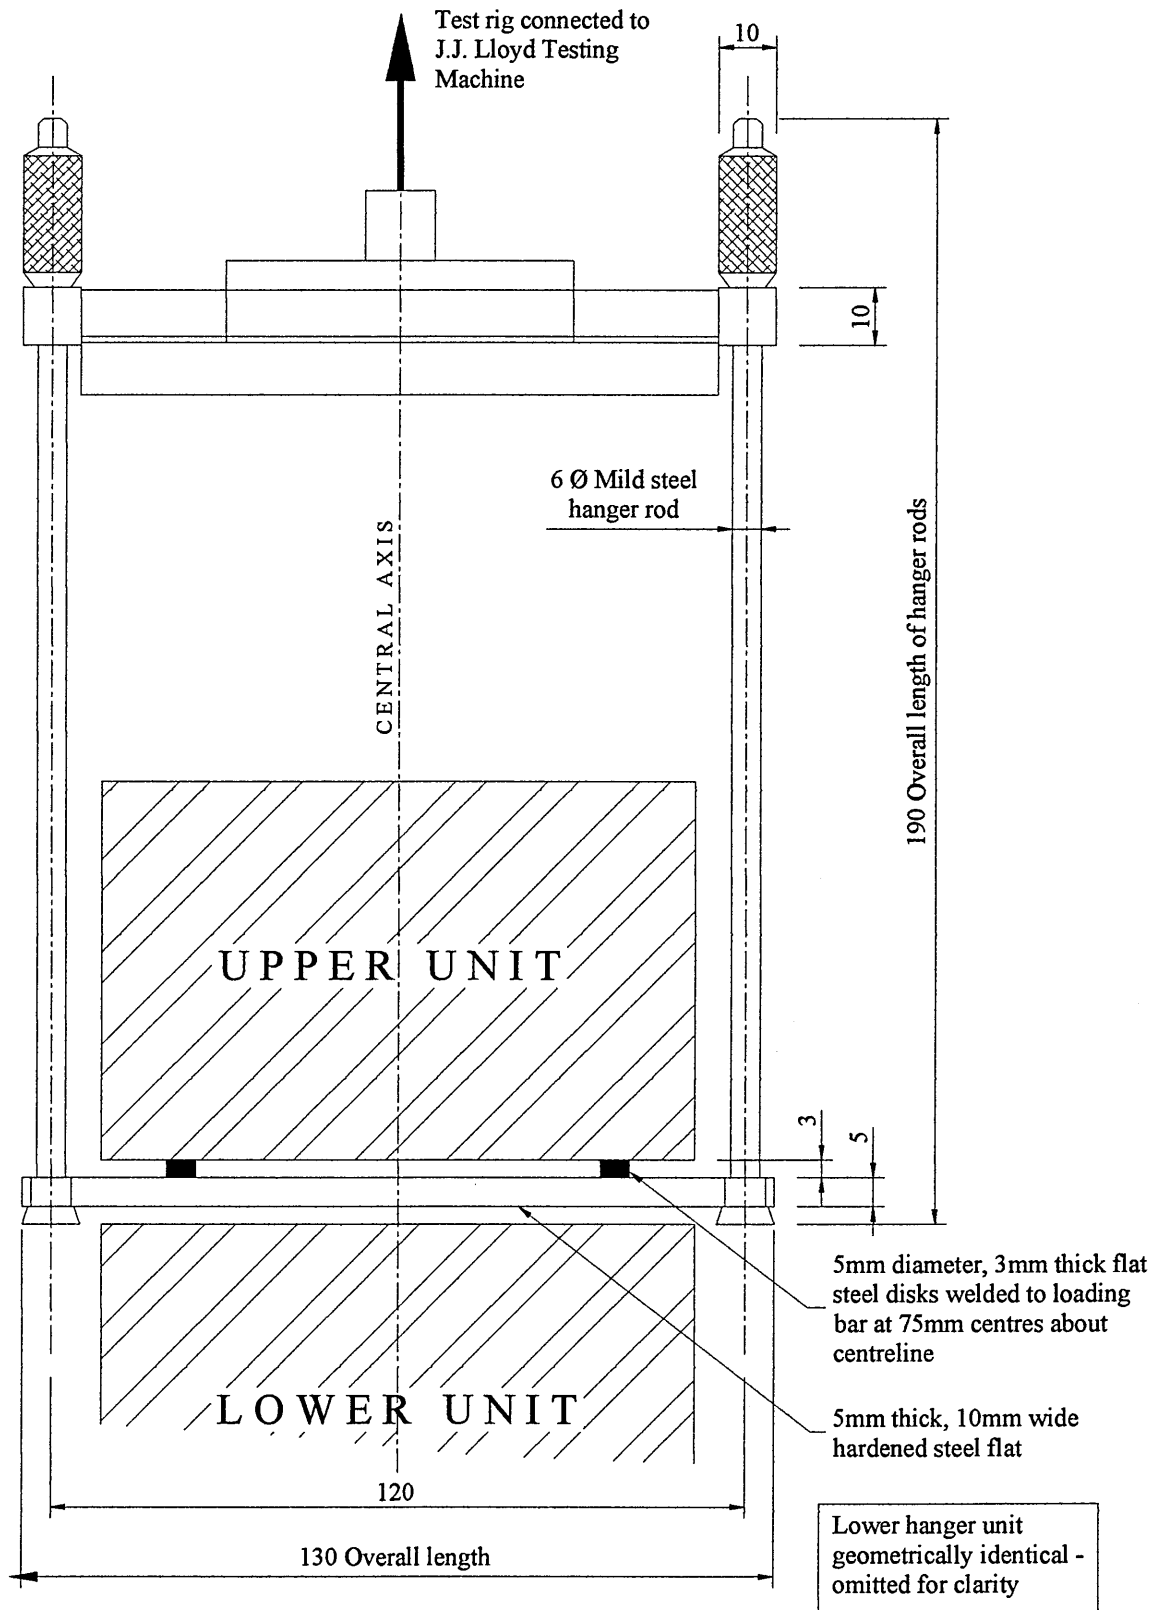 Test rig connected to
J.J. Lloyd Testing
Machine
10
10
6 Ø Mild steel
hanger rod
CENTRAL AXIS
190 Overall length of hanger rods
UPPER UNIT
3
5
5mm diameter, 3mm thick flat
steel disks welded to loading
bar at 75mm centres about
centreline
LOWER UNIT
5mm thick, 10mm wide
hardened steel flat
120
130 Overall length
Lower hanger unit
geometrically identical -
omitted for clarity